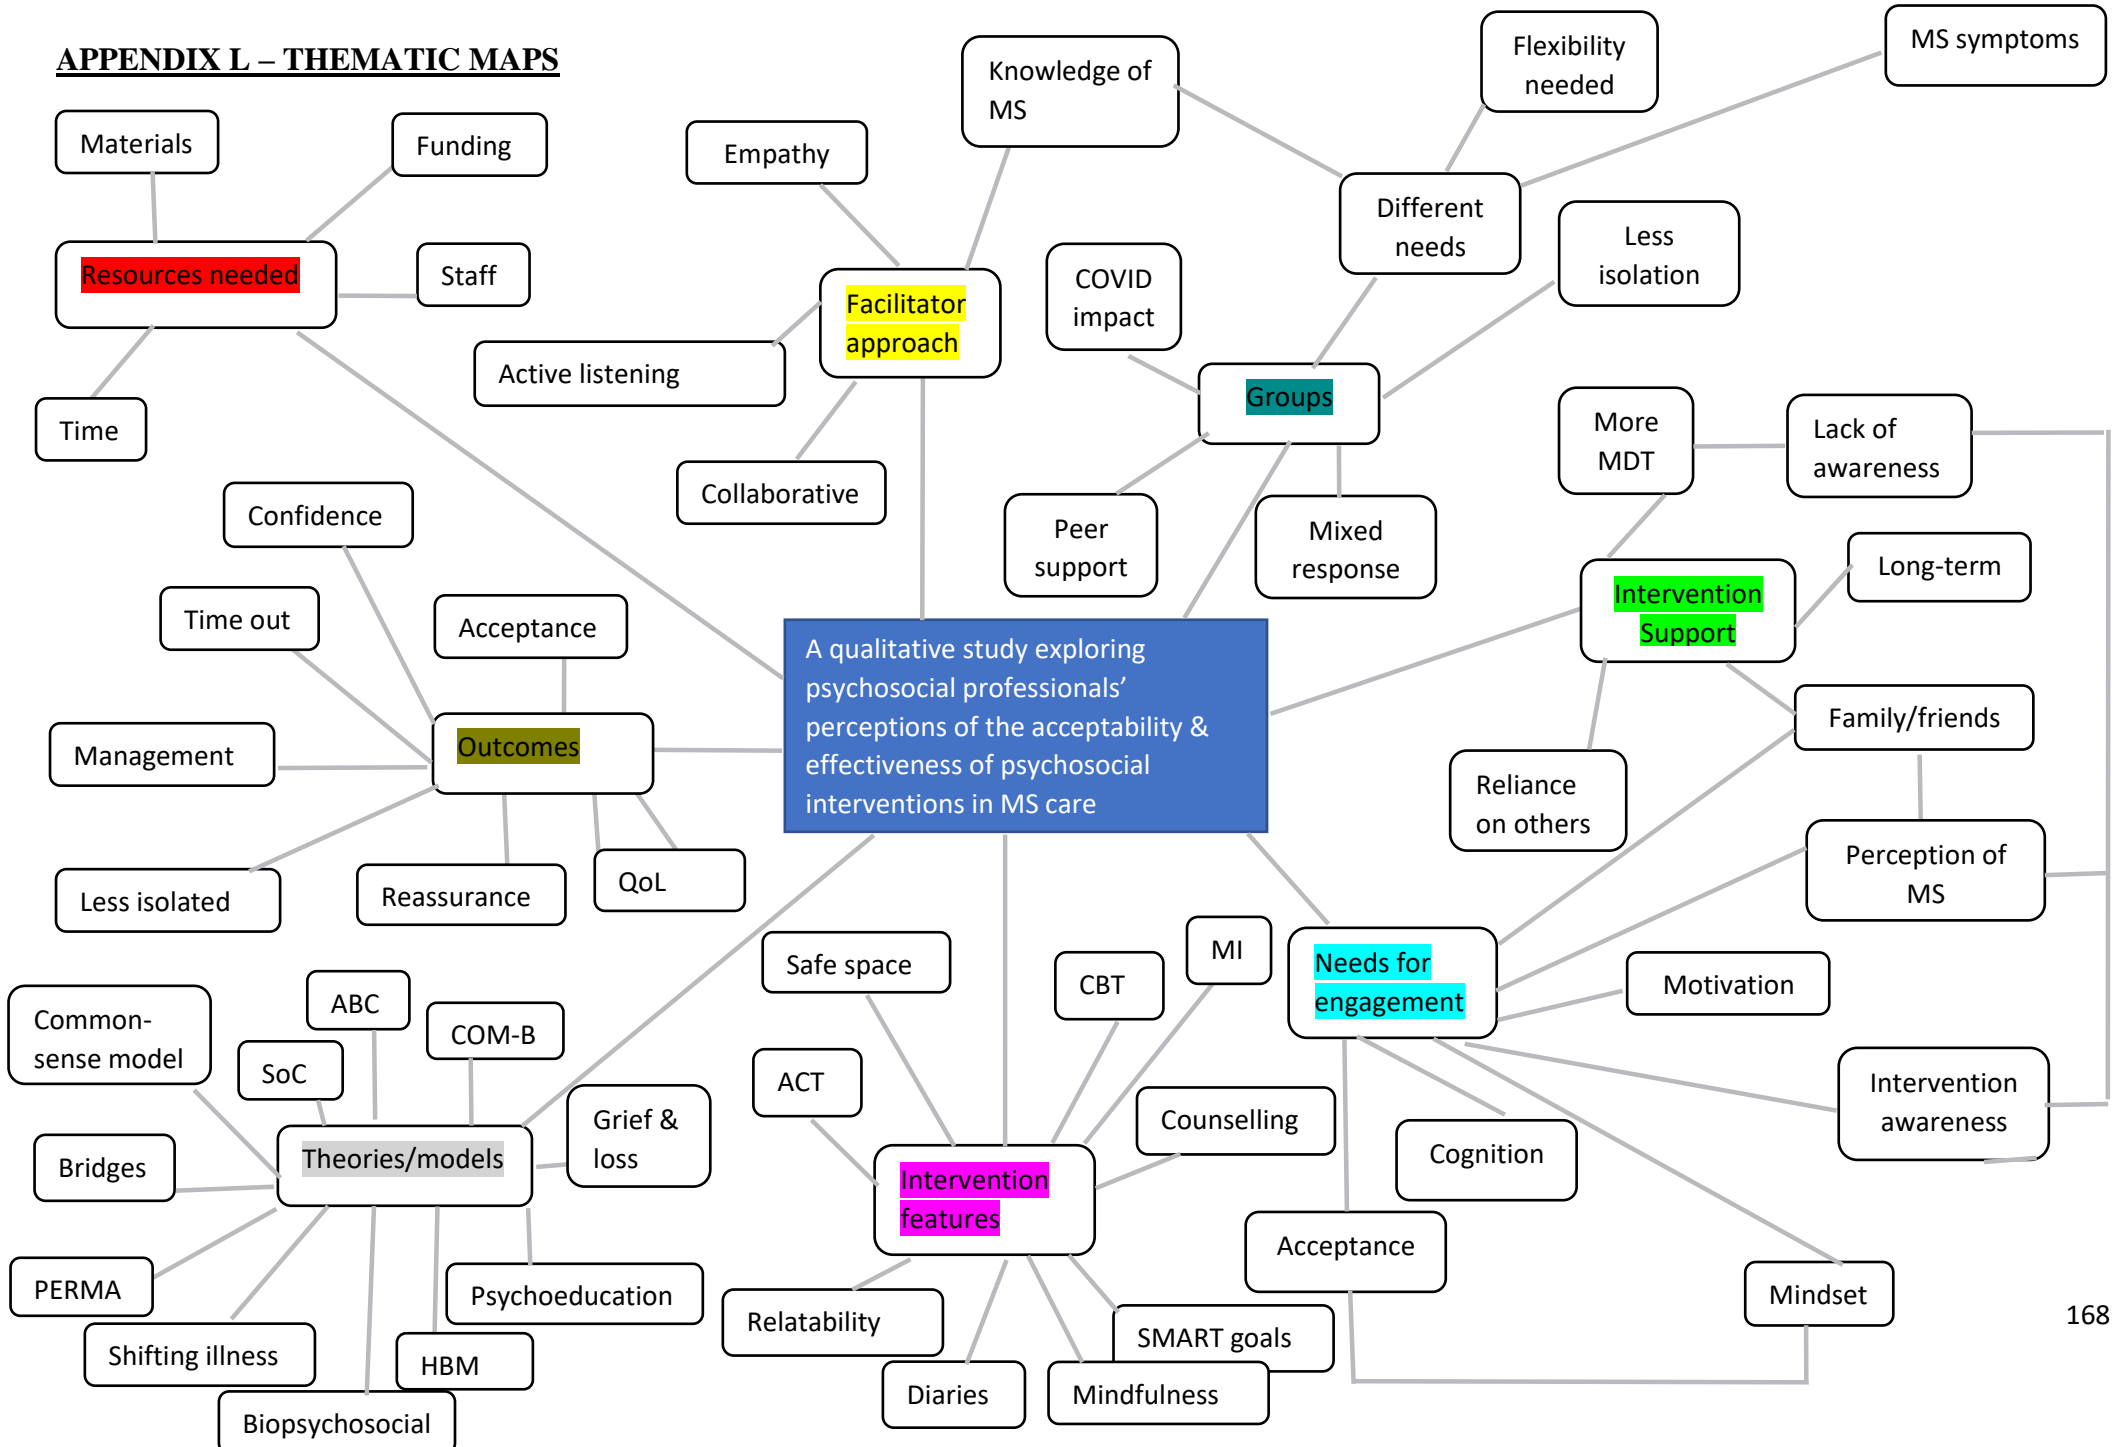 APPENDIX L – THEMATIC MAPS
Materials
Funding
Resources needed
Staff
Time
Empathy
Knowledge of
MS
Facilitator
approach
Active listening
Collaborative
Flexibility
needed
MS symptoms
Different
needs
Less
isolation
COVID
impact
Groups
Peer
support
Mixed
response
More
MDT
Lack of
awareness
Intervention
Support
Long-term
Family/friends
Reliance
on others
Perception of
MS
Confidence
Time out
Acceptance
Management
Outcomes
Less isolated
Reassurance
QoL
A qualitative study exploring
psychosocial professionals’
perceptions of the acceptability &
effectiveness of psychosocial
interventions in MS care
Needs for
engagement
Motivation
Intervention
awareness
Cognition
Acceptance
Mindset
Safe space
CBT
MI
ACT
Counselling
Intervention
features
Relatability
Diaries
SMART goals
Mindfulness
Common-
sense model
SoC
ABC
COM-B
Grief &
loss
Theories/models
Bridges
PERMA
Shifting illness
Biopsychosocial
HBM
Psychoeducation
168